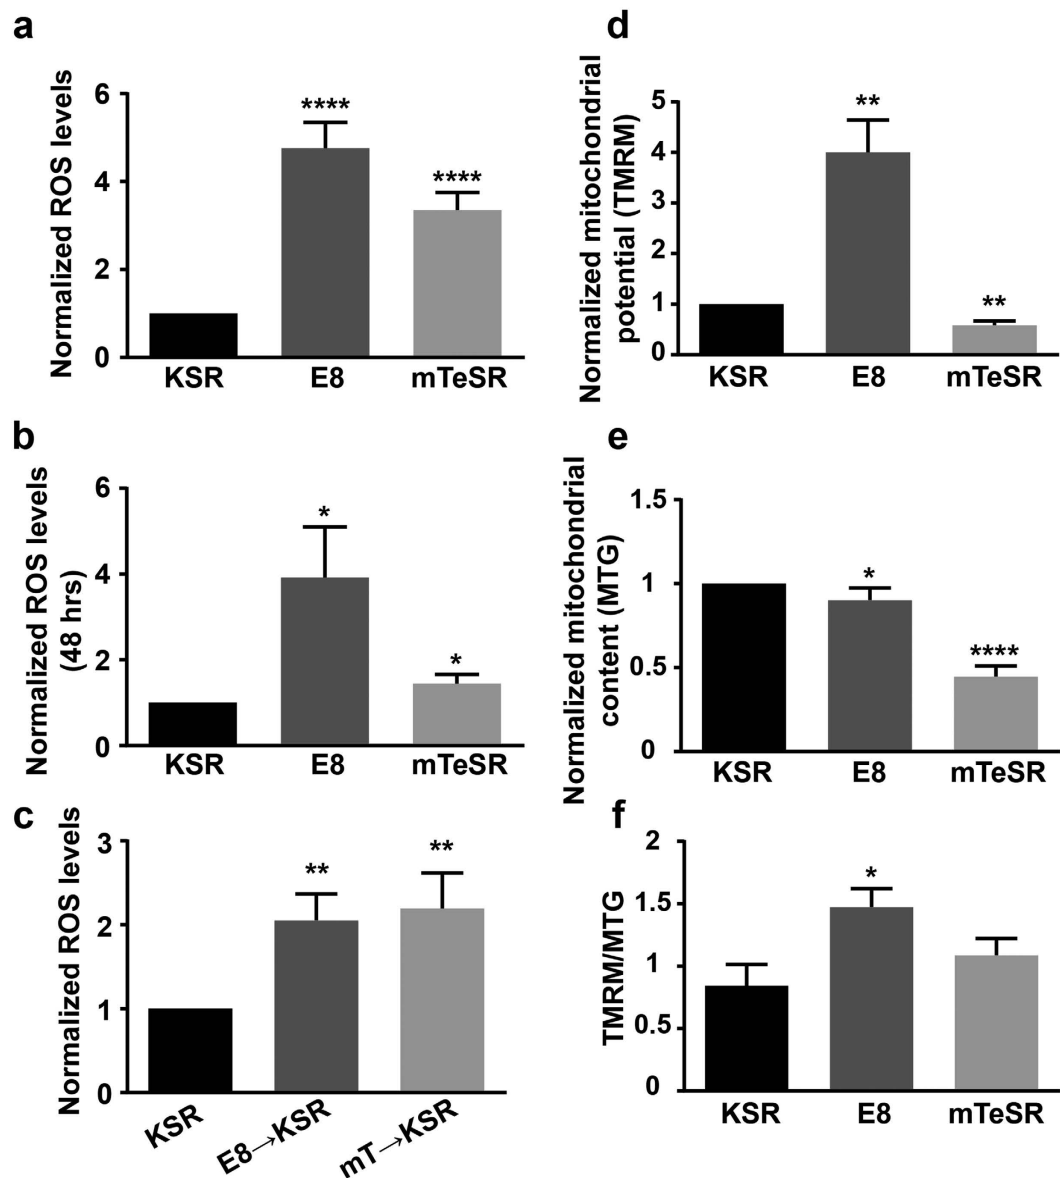 a
Normalized ROS levels
6
4
2
0
****
****
KSR
E8
mTeSR
b
Normalized ROS levels
(48 hrs)
6
4
2
0
*
*
KSR
E8
mTeSR
c
Normalized ROS levels
3
2
1
0
**
**
KSR
E8→KSR
mT→KSR
d
Normalized mitochondrial
potential (TMRM)
5
4
3
2
1
0
**
**
KSR
E8
mTeSR
e
Normalized mitochondrial
content (MTG)
1.5
1
0.5
0
*
****
KSR
E8
mTeSR
f
TMRM/MTG
2
1.5
1
0.5
0
*
KSR
E8
mTeSR